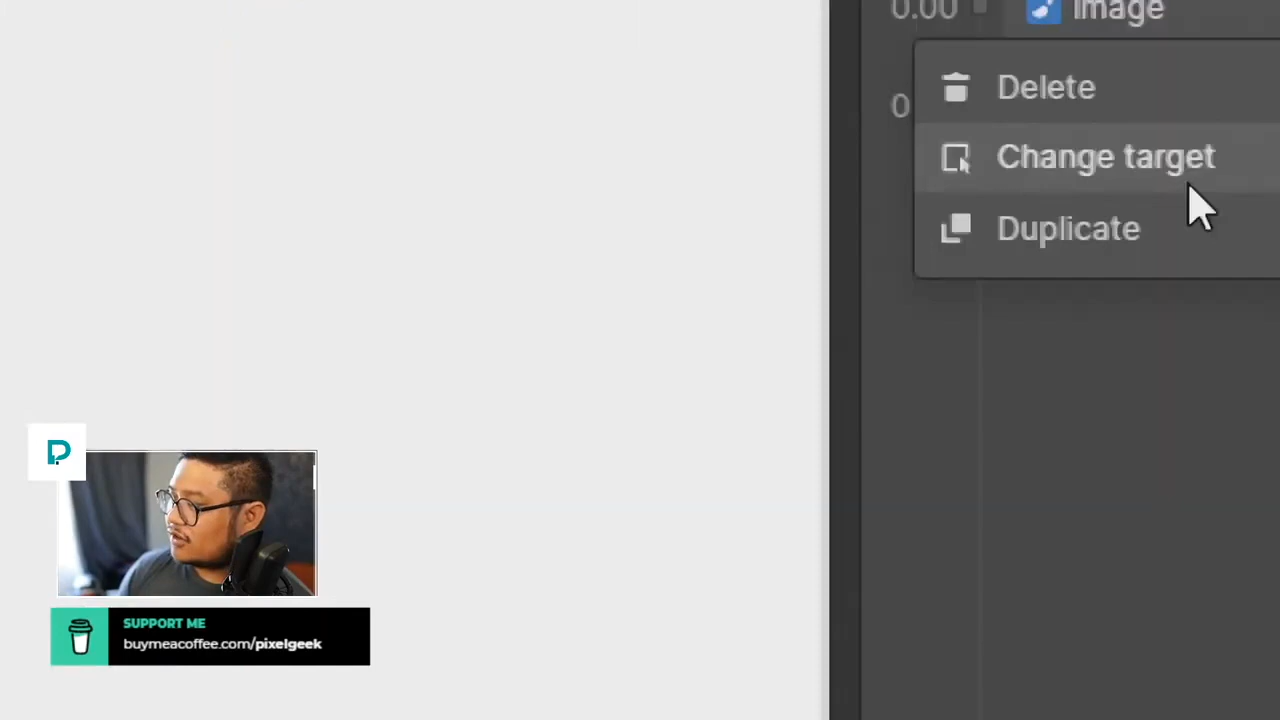 0.00 Image
Delete
0
Change target
Duplicate
SUPPORT ME
buymeacoffee.com/pixelgeek